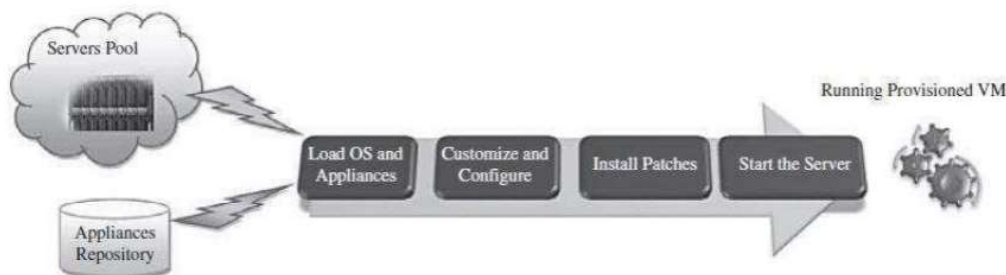 Servers Pool
Running Provisioned VM
Load OS and
Appliances
Customize and
Configure
Install Patches
Start the Server
Appliances
Repository